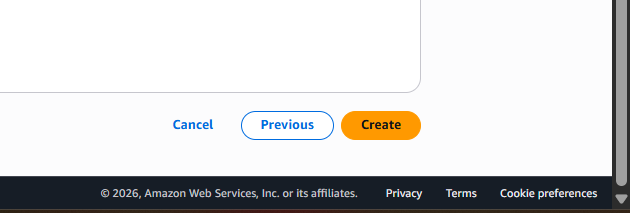 Cancel Previous Create
© 2026, Amazon Web Services, Inc. or its affiliates. Privacy Terms Cookie preferences